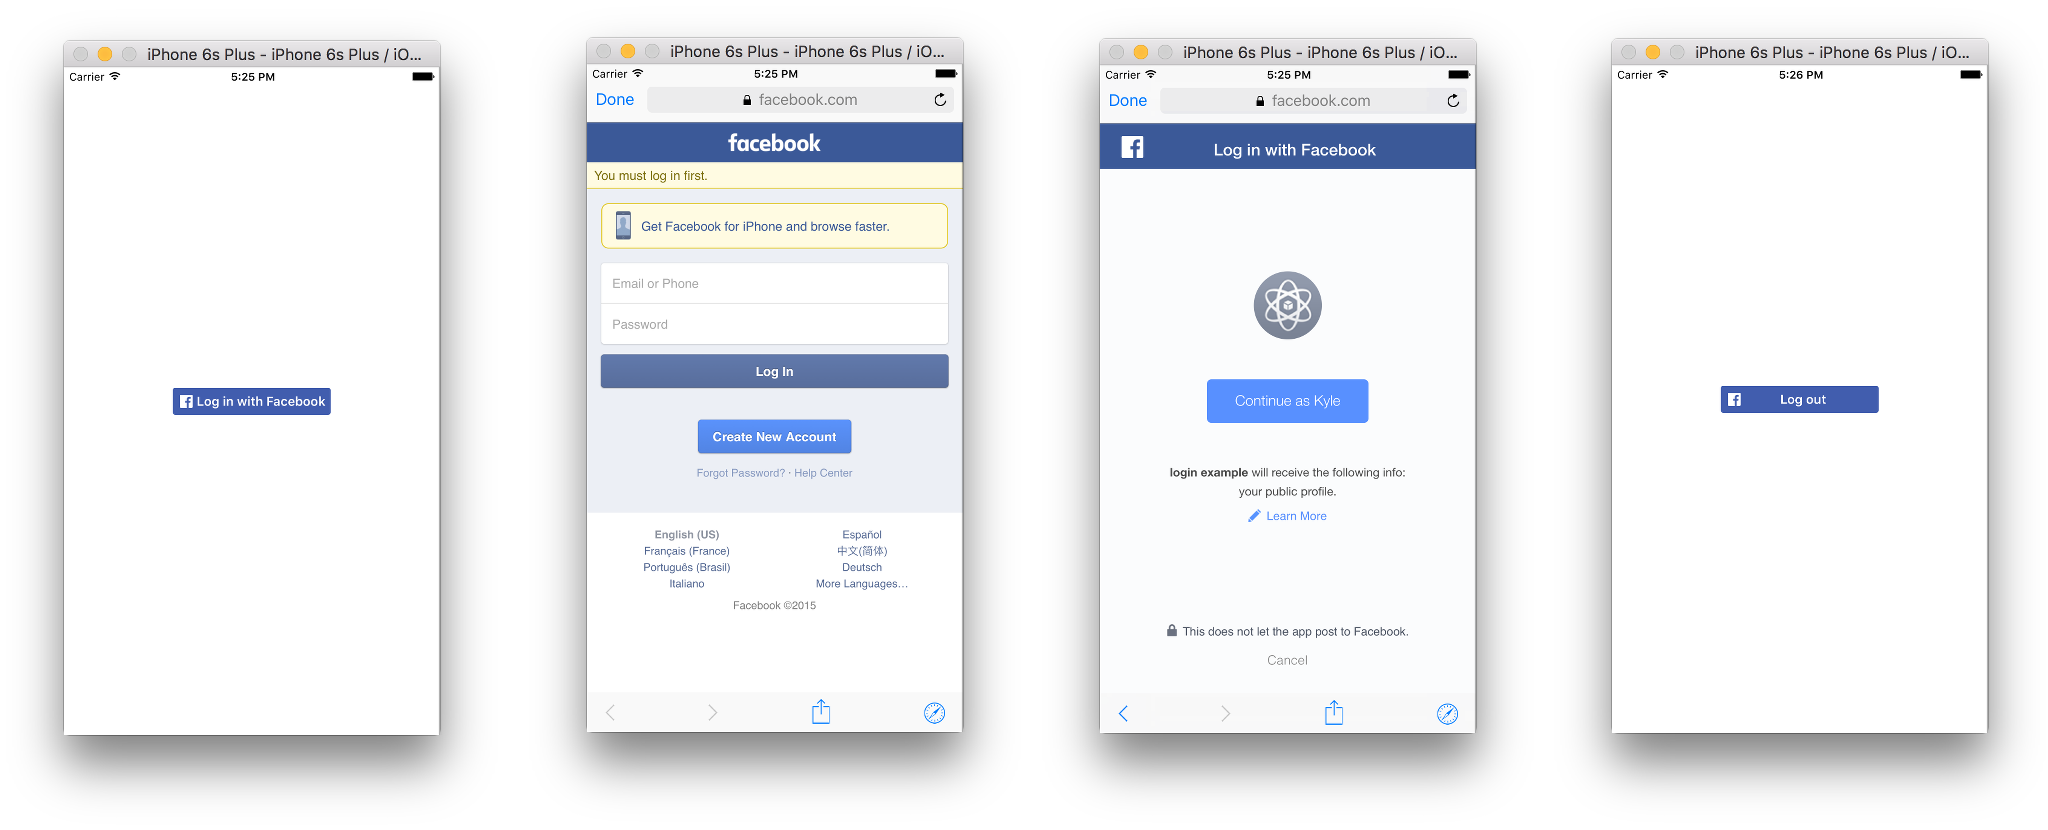 iPhone 6s Plus - iPhone 6s Plus / iO...
Carrier 5:25 PM
Log in with Facebook
iPhone 6s Plus - iPhone 6s Plus / iO...
Carrier 5:25 PM
Done facebook.com
facebook
You must log in first.
Get Facebook for iPhone and browse faster.
Email or Phone
Password
Log In
Create New Account
Forgot Password? · Help Center
English (US) Español
Français (France) 中文(简体)
Português (Brasil) Deutsch
Italiano More Languages...
Facebook ©2015
iPhone 6s Plus - iPhone 6s Plus / iO...
Carrier 5:25 PM
Done facebook.com
Log in with Facebook
Continue as Kyle
login example will receive the following info:
your public profile.
Learn More
This does not let the app post to Facebook.
Cancel
iPhone 6s Plus - iPhone 6s Plus / iO...
Carrier 5:26 PM
Log out